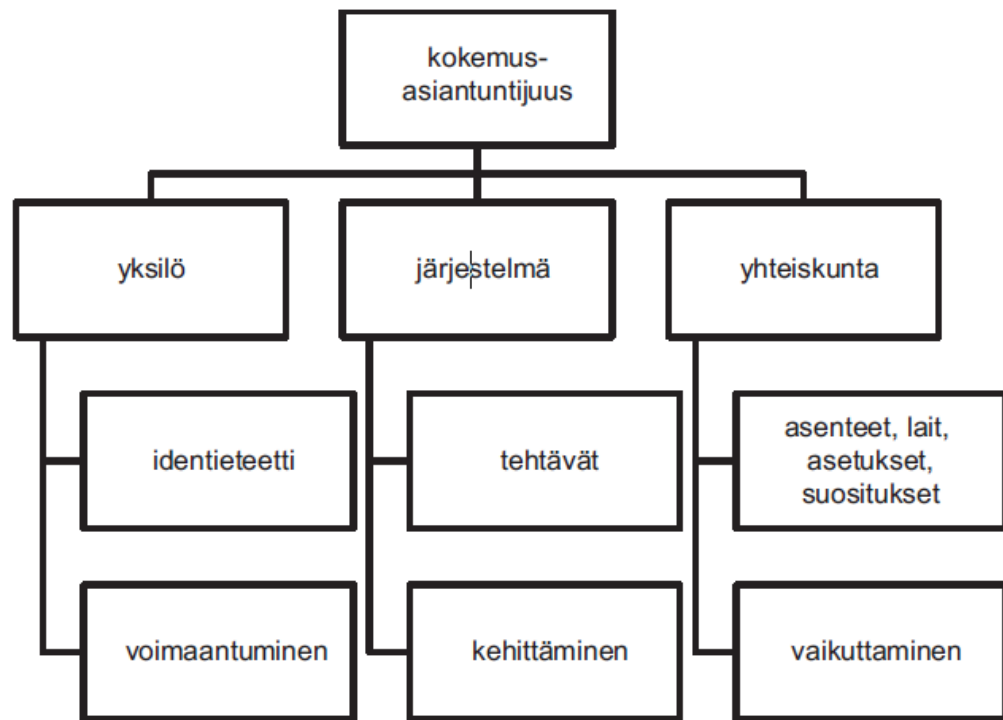 kokemus-
asiantuntijuus
yksilö
järjestelmä
yhteiskunta
identieteetti
tehtävät
asenteet, lait,
asetukset,
suositukset
voimaantuminen
kehittäminen
vaikuttaminen